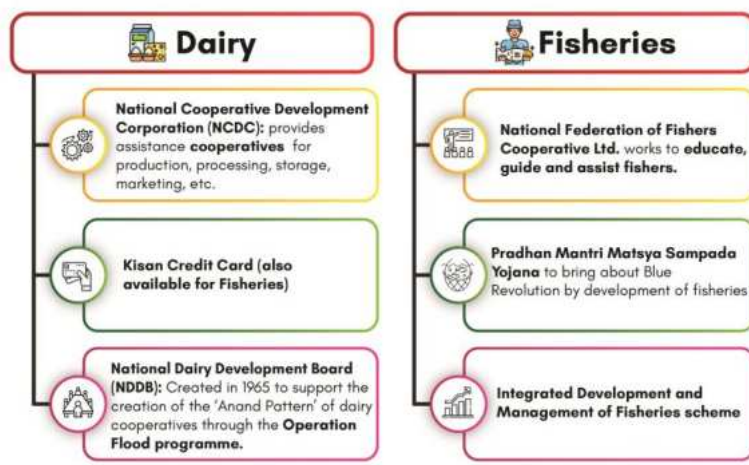 Dairy
National Cooperative Development
Corporation (NCDC): provides
assistance cooperatives for
production, processing, storage,
marketing, etc.
Kisan Credit Card (also
available for Fisheries)
National Dairy Development Board
(NDDB): Created in 1965 to support the
creation of the ‘Anand Pattern’ of dairy
cooperatives through the Operation
Flood programme.
Fisheries
National Federation of Fishers
Cooperative Ltd. works to educate,
guide and assist fishers.
Pradhan Mantri Matsya Sampada
Yojana to bring about Blue
Revolution by development of fisheries
Integrated Development and
Management of Fisheries scheme